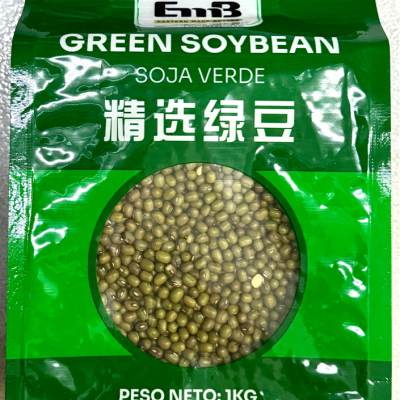 EMB
GREEN SOYBEAN
SOJA VERDE
精选绿豆
PESO NETO: 1KG